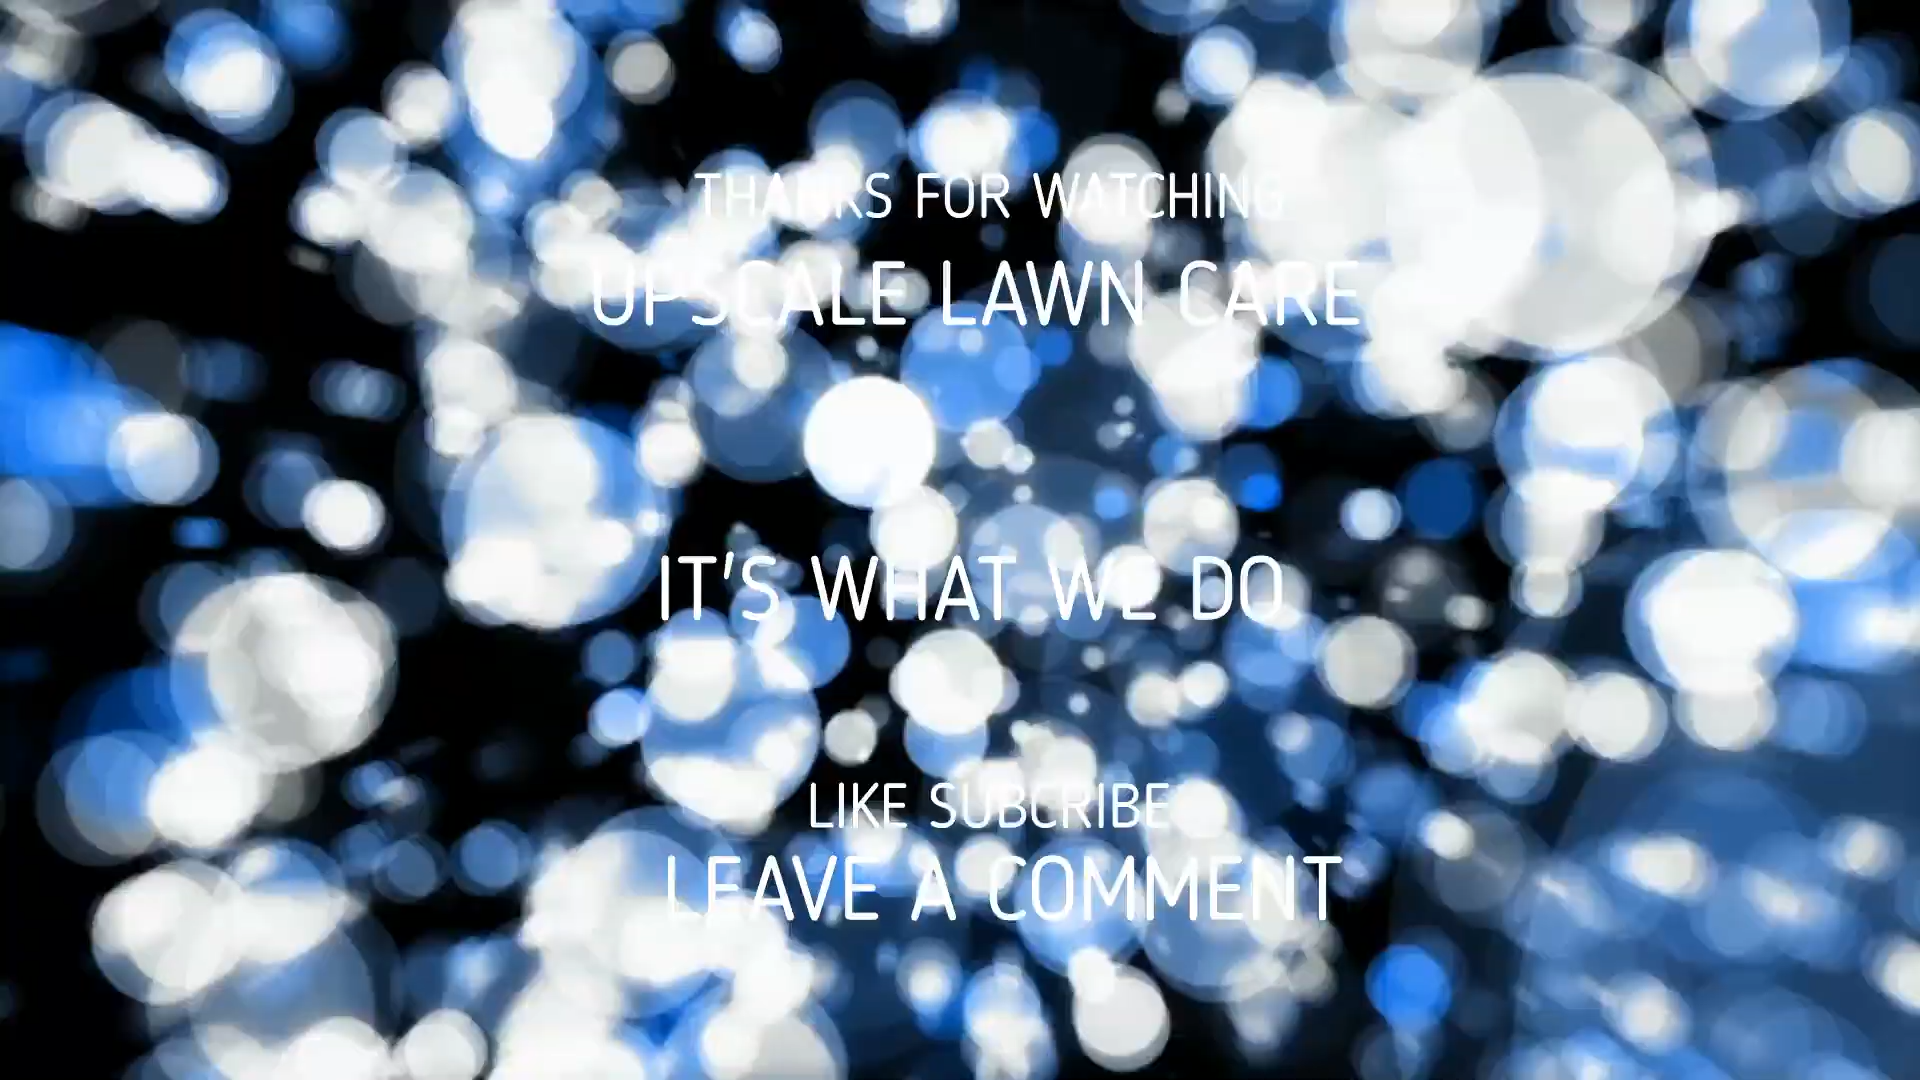 THANKS FOR WATCHING
UPSCALE LAWN CARE
IT'S WHAT WE DO
LIKE SUBCRIBE
LEAVE A COMMENT